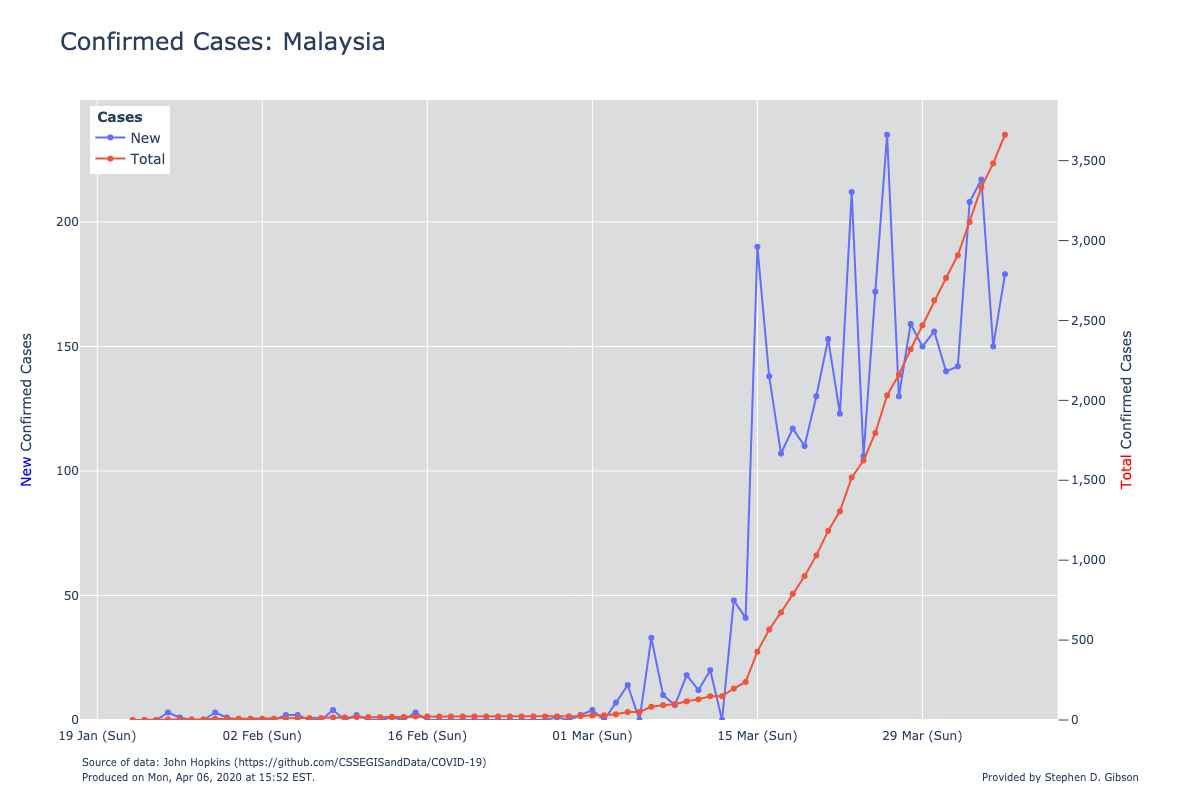 Confirmed Cases: Malaysia
Cases
New
Total
200
150
100
50
0
3,500
3,000
2,500
2,000
1,500
1,000
500
0
New Confirmed Cases
Total Confirmed Cases
19 Jan (Sun) 02 Feb (Sun) 16 Feb (Sun) 01 Mar (Sun) 15 Mar (Sun) 29 Mar (Sun)
Source of data: John Hopkins (https://github.com/CSSEGISandData/COVID-19)
Produced on Mon, Apr 06, 2020 at 15:52 EST.
Provided by Stephen D. Gibson